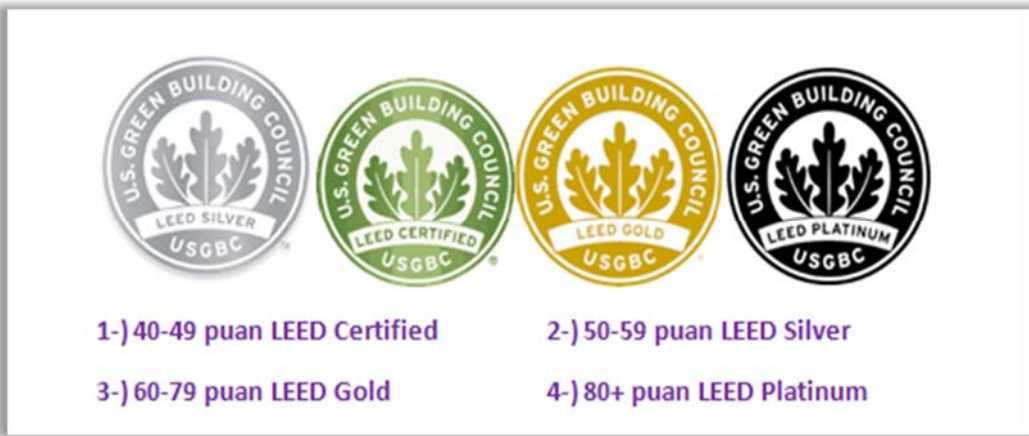 U.S. GREEN BUILDING COUNCIL
LEED SILVER
USGBC
U.S. GREEN BUILDING COUNCIL
LEED CERTIFIED
USGBC
U.S. GREEN BUILDING COUNCIL
LEED GOLD
USGBC
U.S. GREEN BUILDING COUNCIL
LEED PLATINUM
USGBC
1-) 40-49 puan LEED Certified
2-) 50-59 puan LEED Silver
3-) 60-79 puan LEED Gold
4-) 80+ puan LEED Platinum